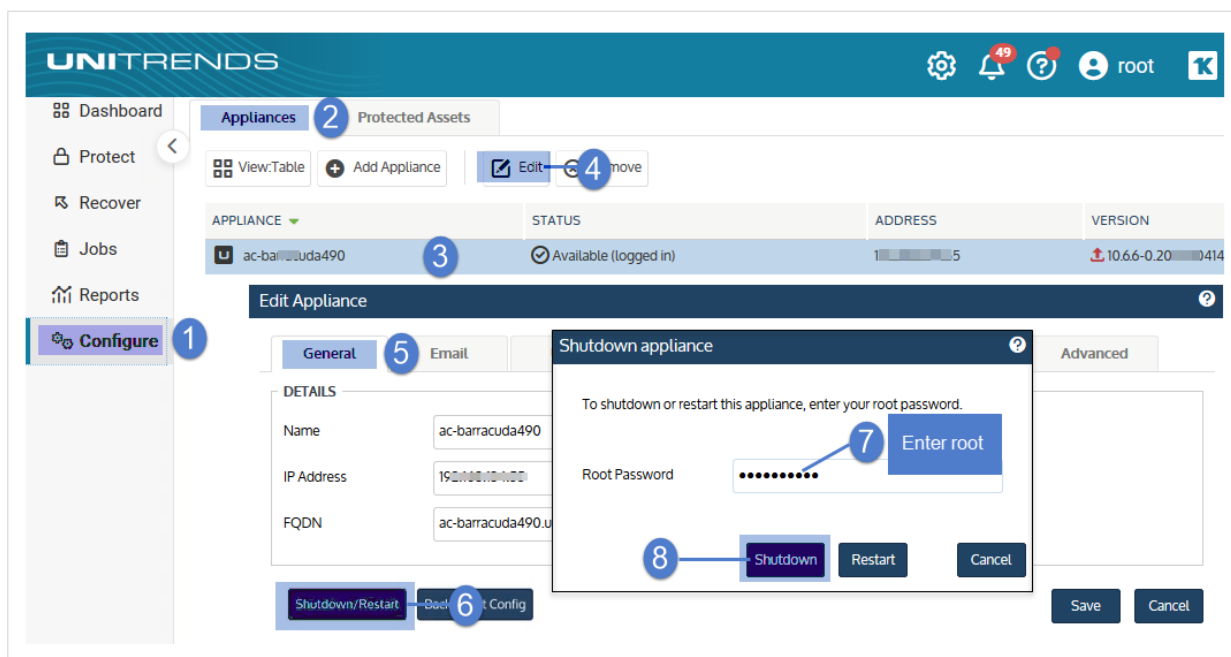 UNITRENDS
49
root
Dashboard
Protect
Recover
Jobs
Reports
Configure
1
Appliances
2
Protected Assets
View:Table
Add Appliance
Edit
4
APPLIANCE STATUS ADDRESS VERSION
3
Available (logged in)
Edit Appliance
General
5
Email
Advanced
DETAILS
Name
ac-barracuda490
IP Address
FQDN
ac-barracuda490.u
Shutdown/Restart
6
Config
Save
Cancel
Shutdown appliance
To shutdown or restart this appliance, enter your root password.
7
Enter root
Root Password
8
Shutdown
Restart
Cancel